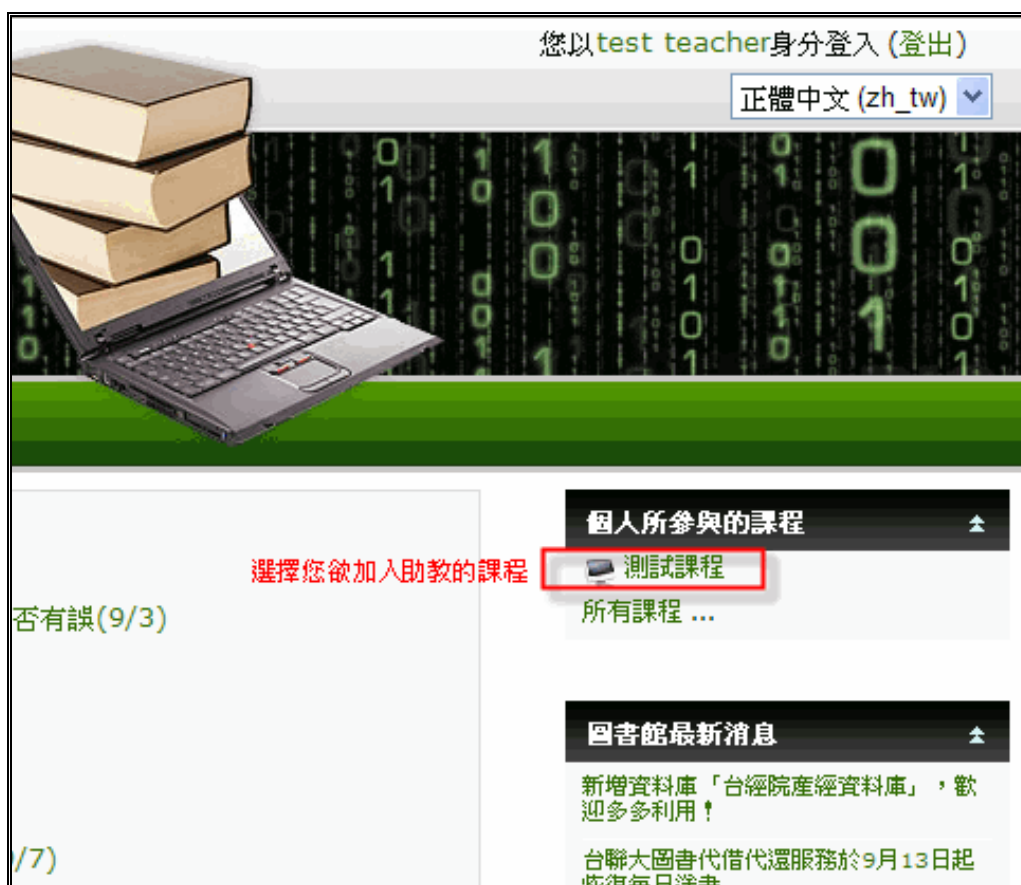 您以test teacher身分登入 (登出)
正體中文 (zh_tw)
個人所參與的課程
選擇您欲加入助教的課程
測試課程
所有課程 ...
否有誤(9/3)
圖書館最新消息
新增資料庫「台經院產經資料庫」，歡
迎多多利用！
/7)
台聯大圖書代借代還服務於9月13日起